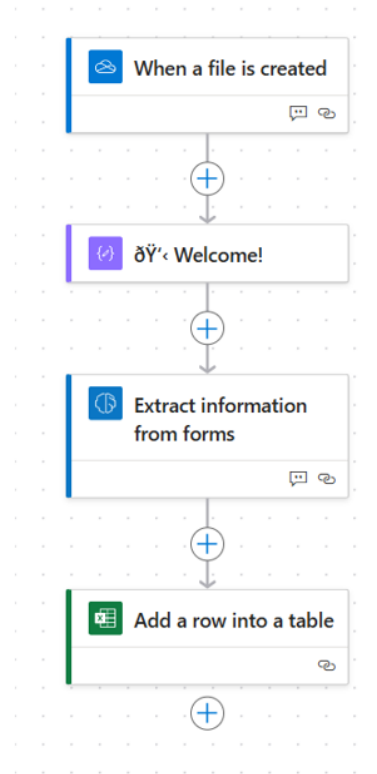 When a file is created
ðŸ‘‹ Welcome!
Extract information
from forms
Add a row into a table